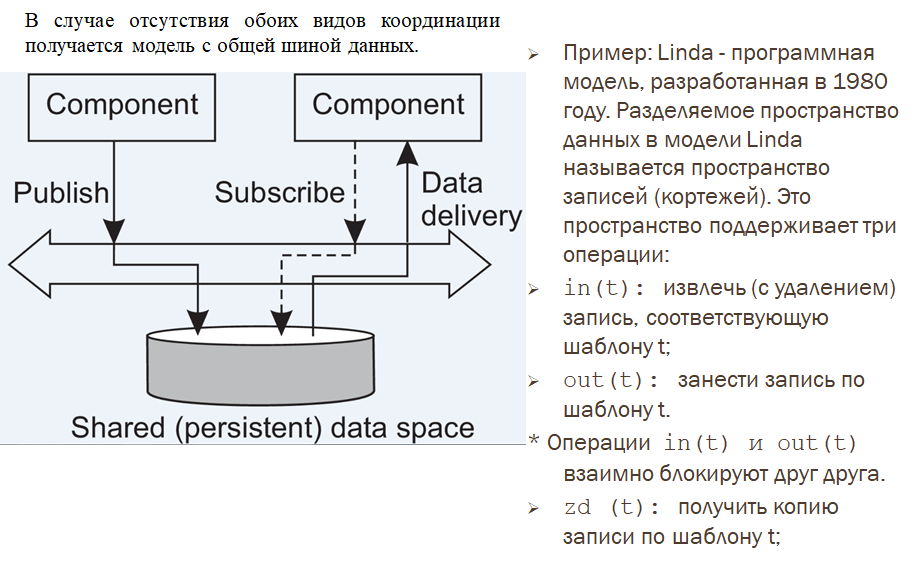 В случае отсутствия обоих видов координации
получается модель с общей шиной данных.
Component
Component
Publish
Subscribe
Data
delivery
Shared (persistent) data space
➢ Пример: Linda - программная
модель, разработанная в 1980
году. Разделяемое пространство
данных в модели Linda
называется пространство
записей (кортежей). Это
пространство поддерживает три
операции:
➢ in(t): извлечь (с удалением)
запись, соответствующую
шаблону t;
➢ out(t): занести запись по
шаблону t.
* Операции in(t) и out(t)
взаимно блокируют друг друга.
➢ zd (t): получить копию
записи по шаблону t;